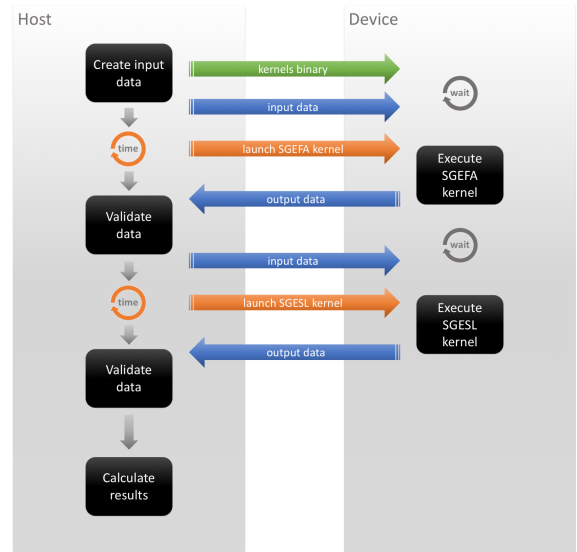 Host
Device
Create input
data
kernels binary
wait
input data
time
launch SGEFA kernel
Execute
SGEFA
kernel
output data
Validate
data
wait
input data
time
launch SGESL kernel
Execute
SGESL
kernel
output data
Validate
data
Calculate
results